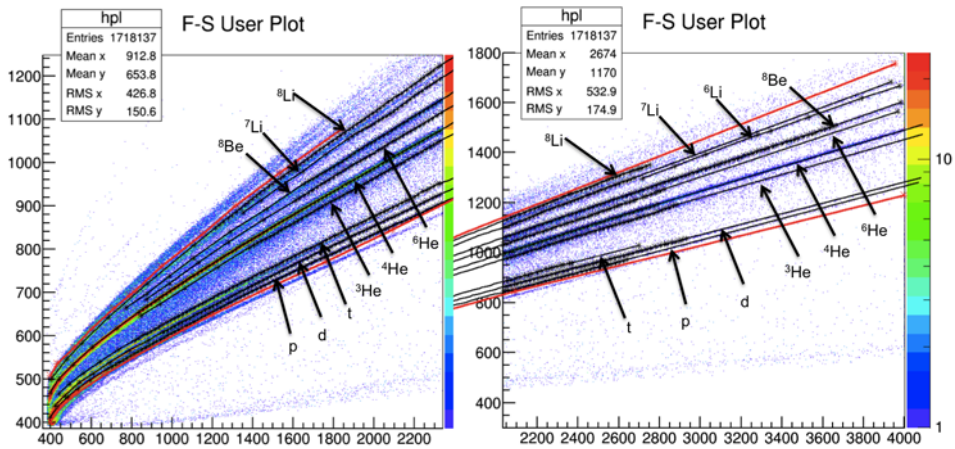 hpl
Entries 1718137
Mean x 912.8
Mean y 653.8
RMS x 426.8
RMS y 150.6
F-S User Plot
1200
1100
1000
900
800
700
600
500
400
400 600 800 1000 1200 1400 1600 1800 2000 2200
⁸Li
⁷Li
⁸Be
⁶He
⁴He
³He
t
d
p
hpl
Entries 1718137
Mean x 2674
Mean y 1170
RMS x 532.9
RMS y 174.9
F-S User Plot
1800
1600
1400
1200
1000
800
600
400
2200 2400 2600 2800 3000 3200 3400 3600 3800 4000
⁸Be
⁶Li
⁷Li
⁸Li
⁶He
⁴He
³He
d
p
t
10
1